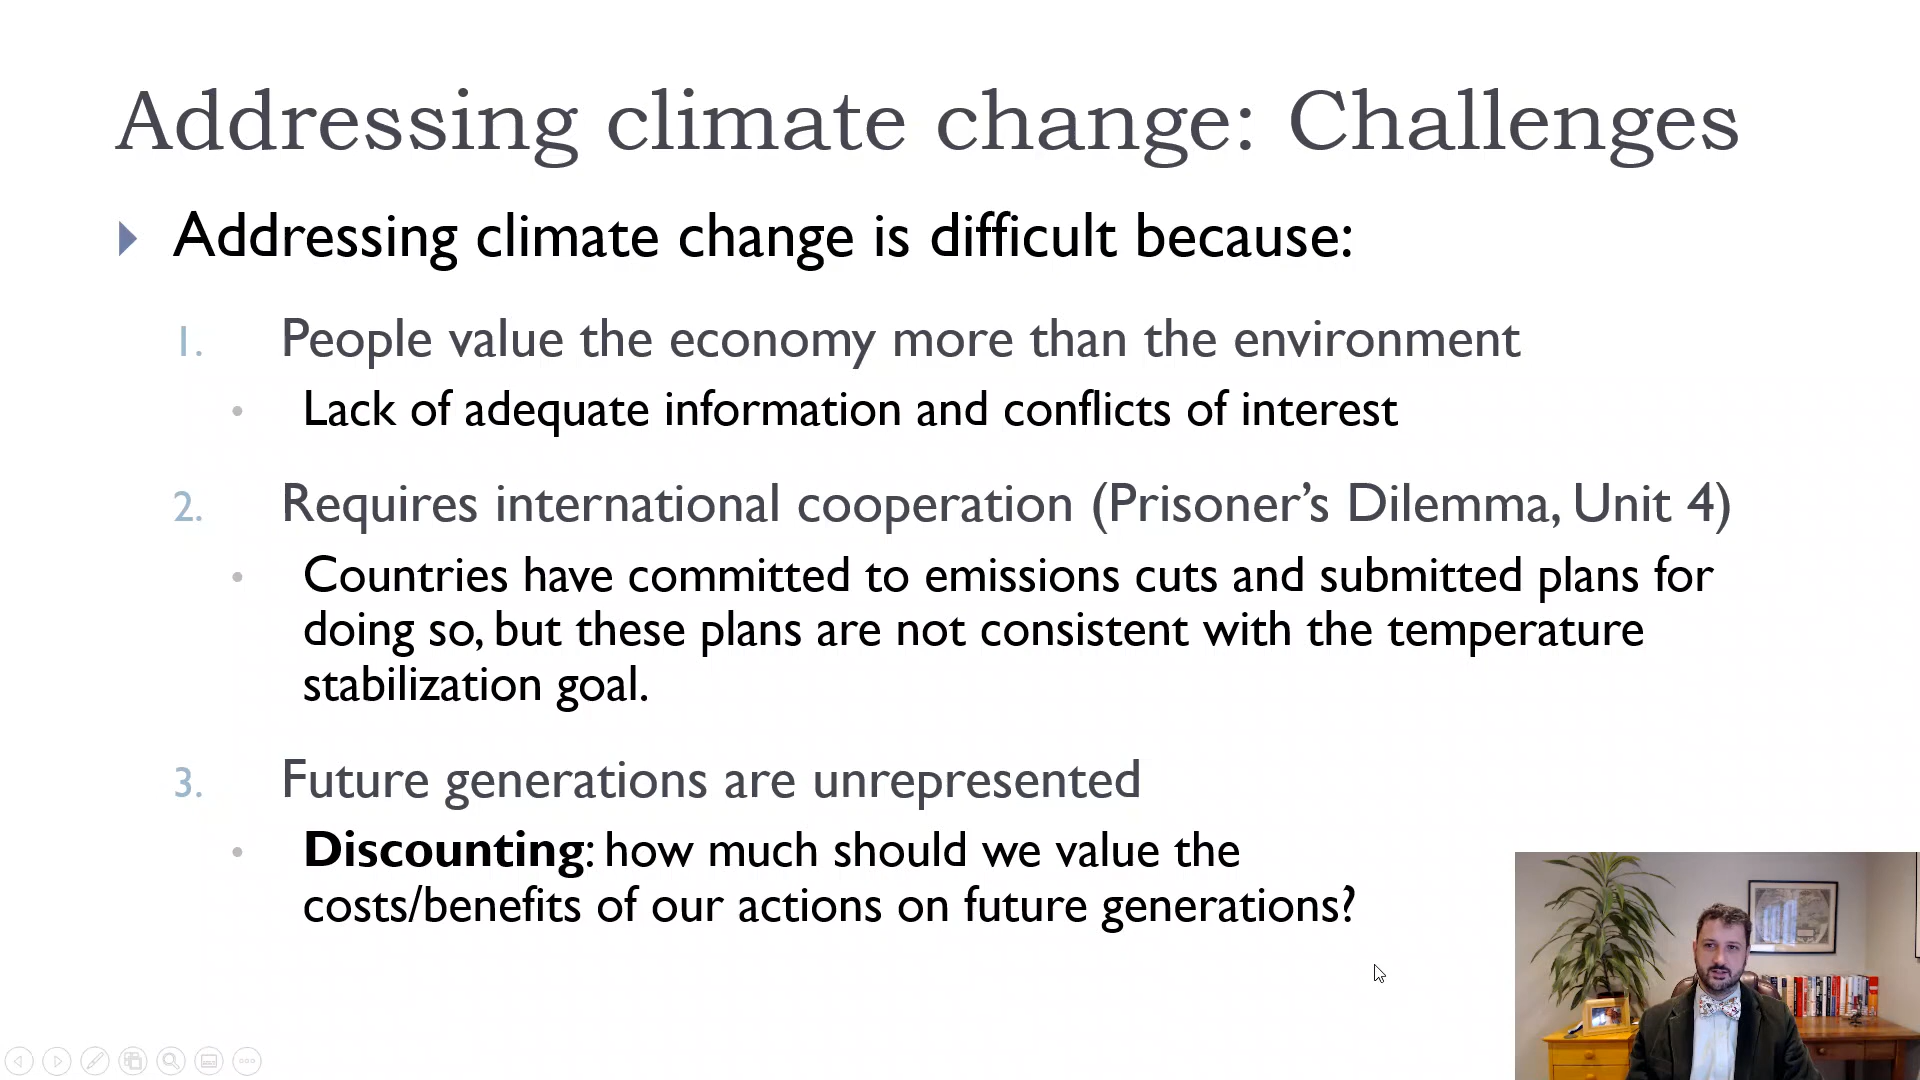 Addressing climate change: Challenges
Addressing climate change is difficult because:
1. People value the economy more than the environment
• Lack of adequate information and conflicts of interest
2. Requires international cooperation (Prisoner’s Dilemma, Unit 4)
• Countries have committed to emissions cuts and submitted plans for
doing so, but these plans are not consistent with the temperature
stabilization goal.
3. Future generations are unrepresented
• Discounting: how much should we value the
costs/benefits of our actions on future generations?